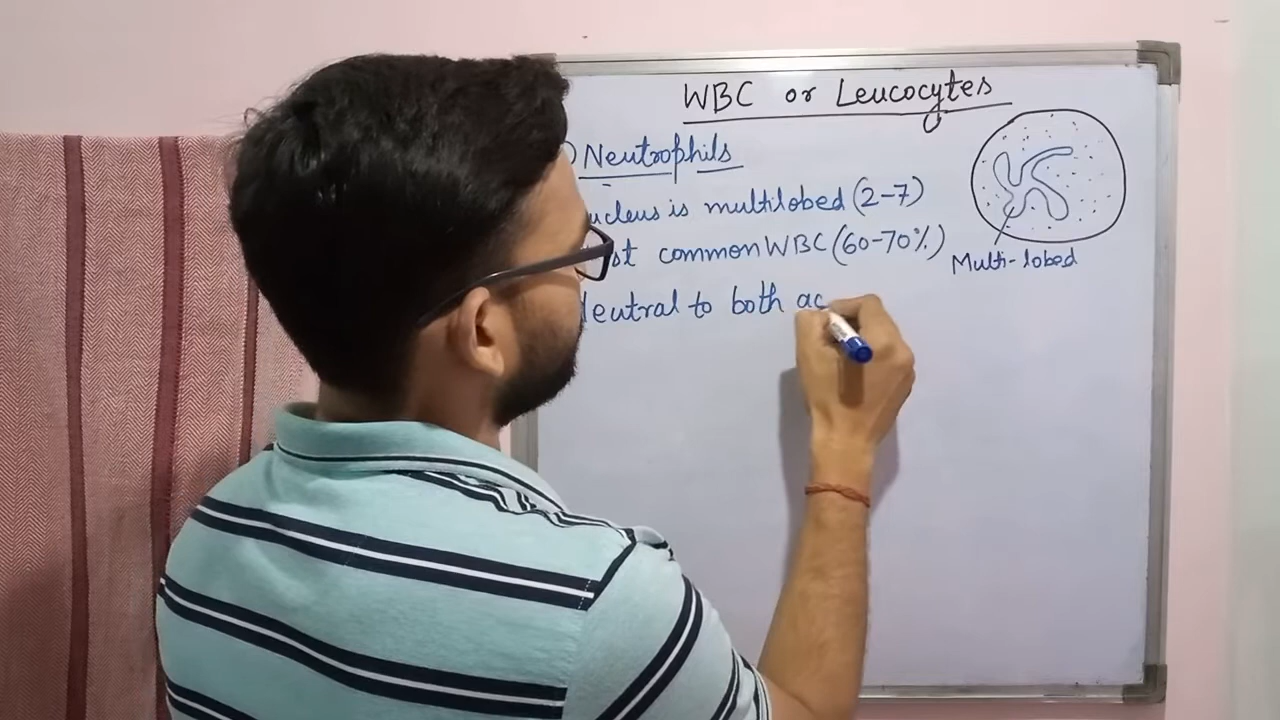 WBC or Leucocytes
) Neutrophils
ucleus is multilobed (2-7)
st common WBC (60-70%)
Multi-lobed
eutral to both ac